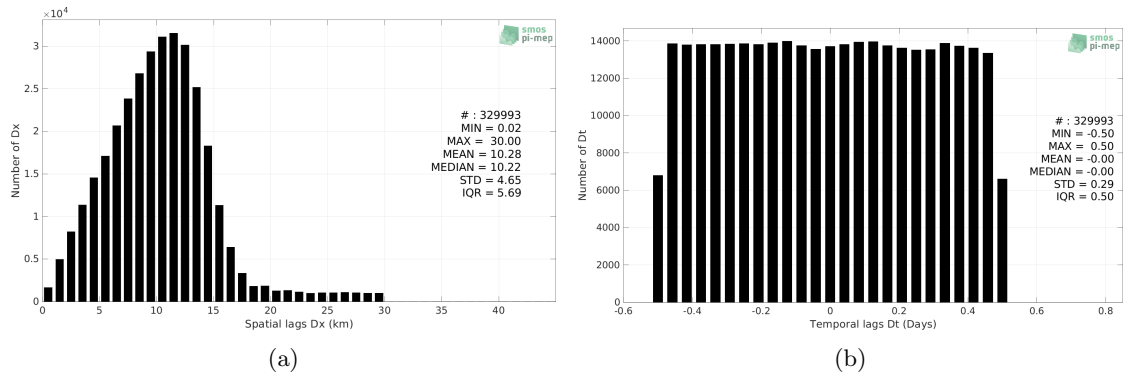 ×10⁴
3
2.5
2
1.5
1
0.5
0
Number of Dx
smos
pi-mep
# : 329993
MIN = 0.02
MAX = 30.00
MEAN = 10.28
MEDIAN = 10.22
STD = 4.65
IQR = 5.69
0 5 10 15 20 25 30 35 40
Spatial lags Dx (km)
(a)
14000
12000
10000
8000
6000
4000
2000
0
Number of Dt
smos
pi-mep
# : 329993
MIN = -0.50
MAX = 0.50
MEAN = -0.00
MEDIAN = -0.00
STD = 0.29
IQR = 0.50
-0.6 -0.4 -0.2 0 0.2 0.4 0.6 0.8
Temporal lags Dt (Days)
(b)